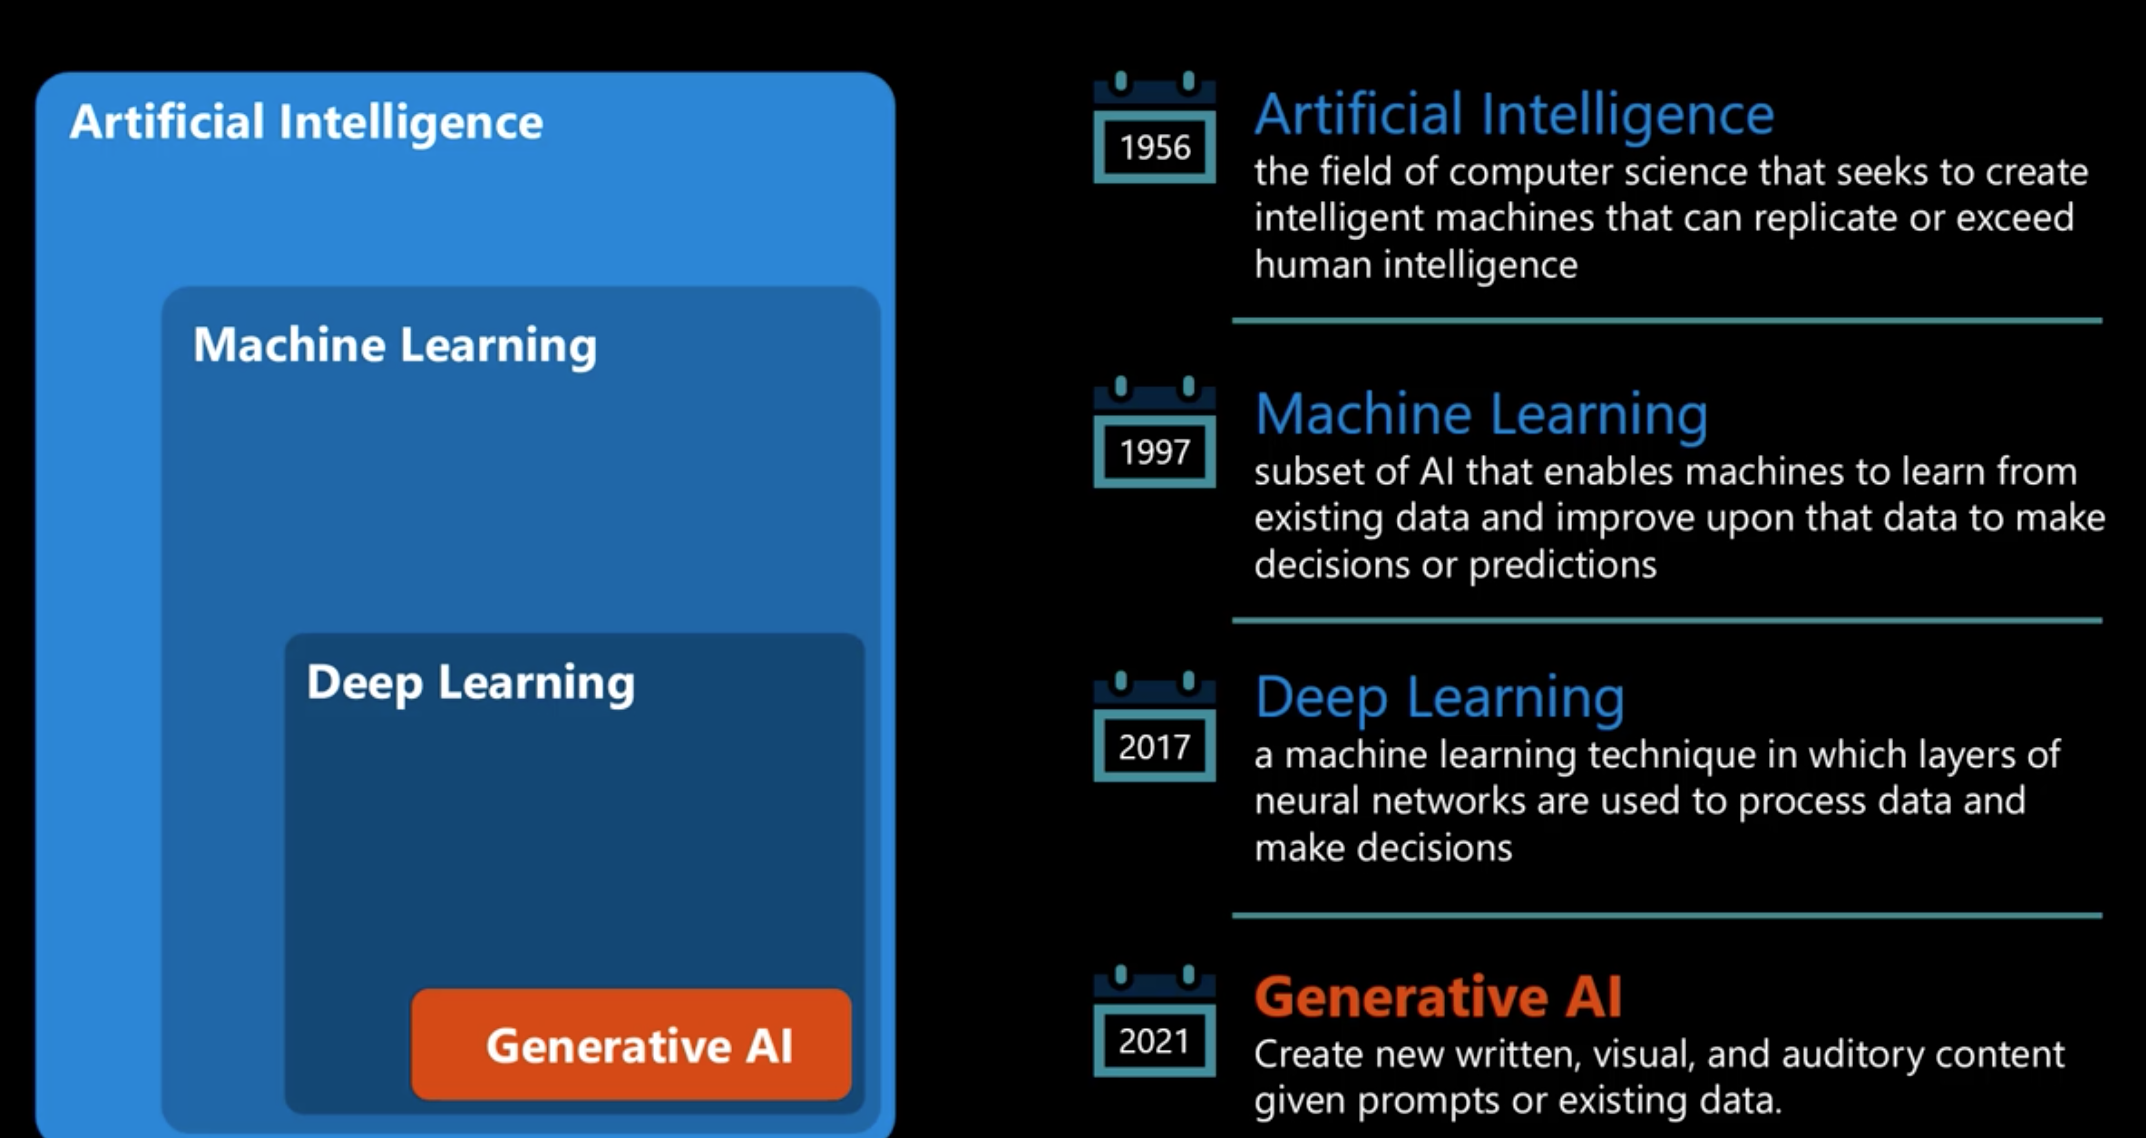 Artificial Intelligence
Machine Learning
Deep Learning
Generative AI
1956
Artificial Intelligence
the field of computer science that seeks to create
intelligent machines that can replicate or exceed
human intelligence
1997
Machine Learning
subset of AI that enables machines to learn from
existing data and improve upon that data to make
decisions or predictions
2017
Deep Learning
a machine learning technique in which layers of
neural networks are used to process data and
make decisions
2021
Generative AI
Create new written, visual, and auditory content
given prompts or existing data.